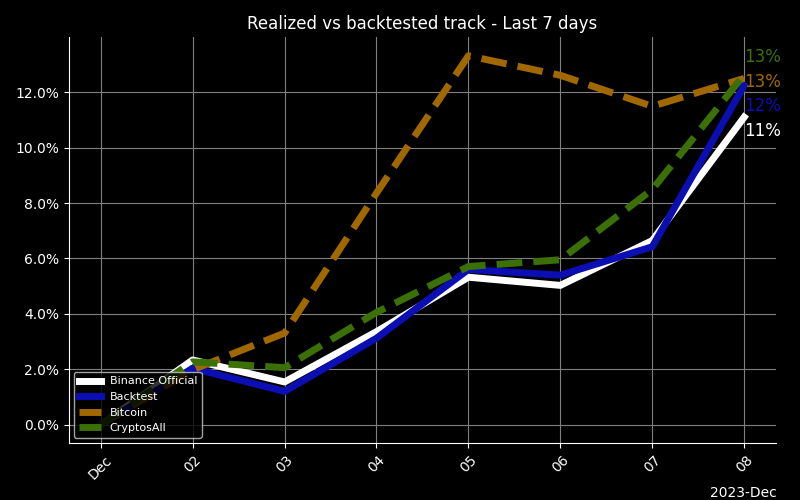 Realized vs backtested track - Last 7 days
13%
13%
12%
11%
12.0%
10.0%
8.0%
6.0%
4.0%
2.0%
0.0%
Binance Official
Backtest
Bitcoin
CryptosAll
Dec 02 03 04 05 06 07 08
2023-Dec